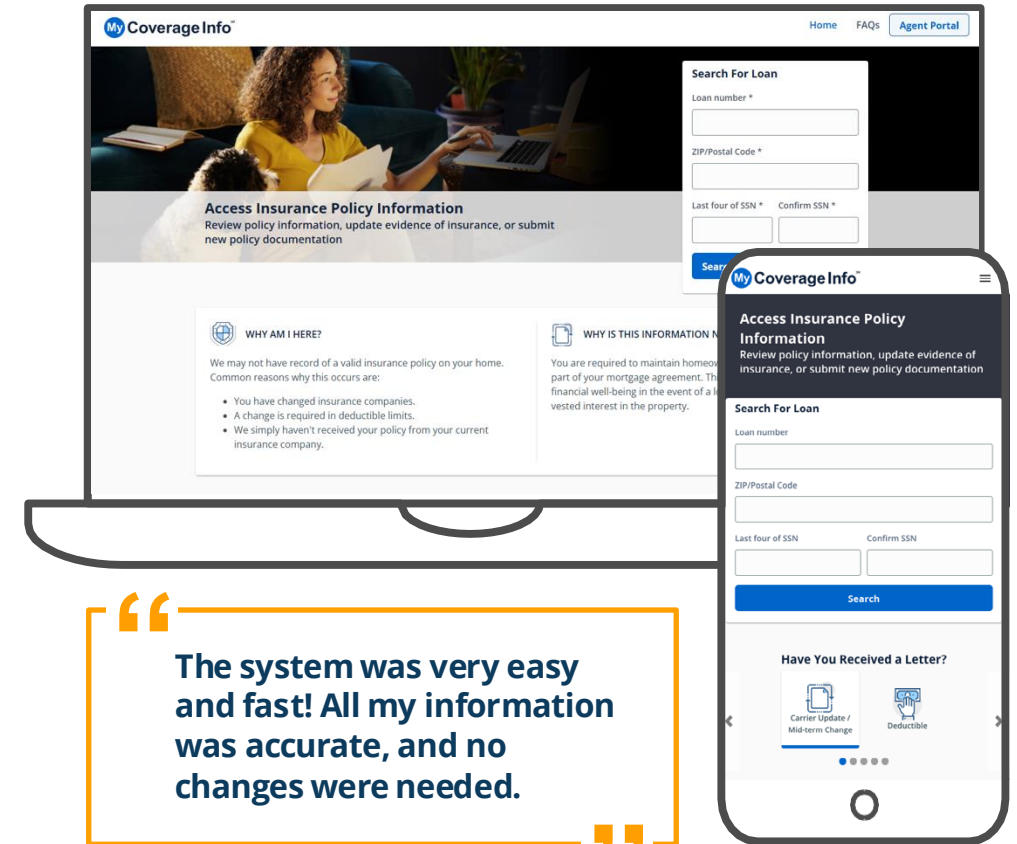 My Coverage Info™
Home FAQs Agent Portal
Search For Loan
Loan number *
ZIP/Postal Code *
Last four of SSN * Confirm SSN *
Access Insurance Policy Information
Review policy information, update evidence of insurance, or submit
new policy documentation
WHY AM I HERE?
We may not have record of a valid insurance policy on your home.
Common reasons why this occurs are:
• You have changed insurance companies.
• A change is required in deductible limits.
• We simply haven't received your policy from your current
insurance company.
WHY IS THIS INFORMATION
You are required to maintain
part of your mortgage agreement.
financial well-being in the event of a
vested interest in the property.
My Coverage Info™
Access Insurance Policy
Information
Review policy information, update evidence of
insurance, or submit new policy documentation
Search For Loan
Loan number
ZIP/Postal Code
Last four of SSN Confirm SSN
Search
Have You Received a Letter?
Carrier Update /
Mid-term Change
Deductible
“
The system was very easy
and fast! All my information
was accurate, and no
changes were needed.